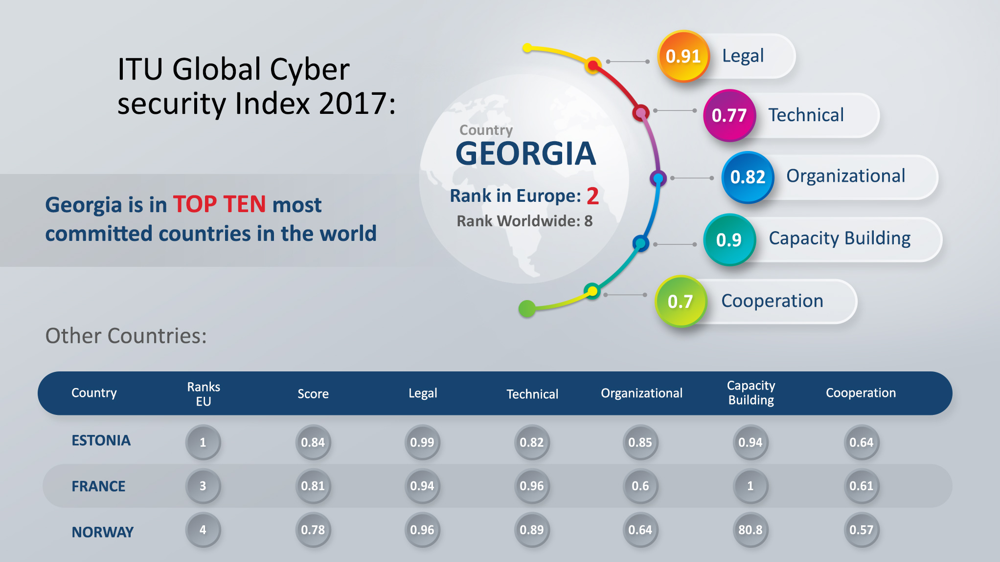 ITU Global Cyber
security Index 2017:
Georgia is in TOP TEN most
committed countries in the world
Country
GEORGIA
Rank in Europe: 2
Rank Worldwide: 8
0.91 Legal
0.77 Technical
0.82 Organizational
0.9 Capacity Building
0.7 Cooperation
Other Countries:
Country Ranks EU Score Legal Technical Organizational Capacity Building Cooperation
ESTONIA 1 0.84 0.99 0.82 0.85 0.94 0.64
FRANCE 3 0.81 0.94 0.96 0.6 1 0.61
NORWAY 4 0.78 0.96 0.89 0.64 80.8 0.57